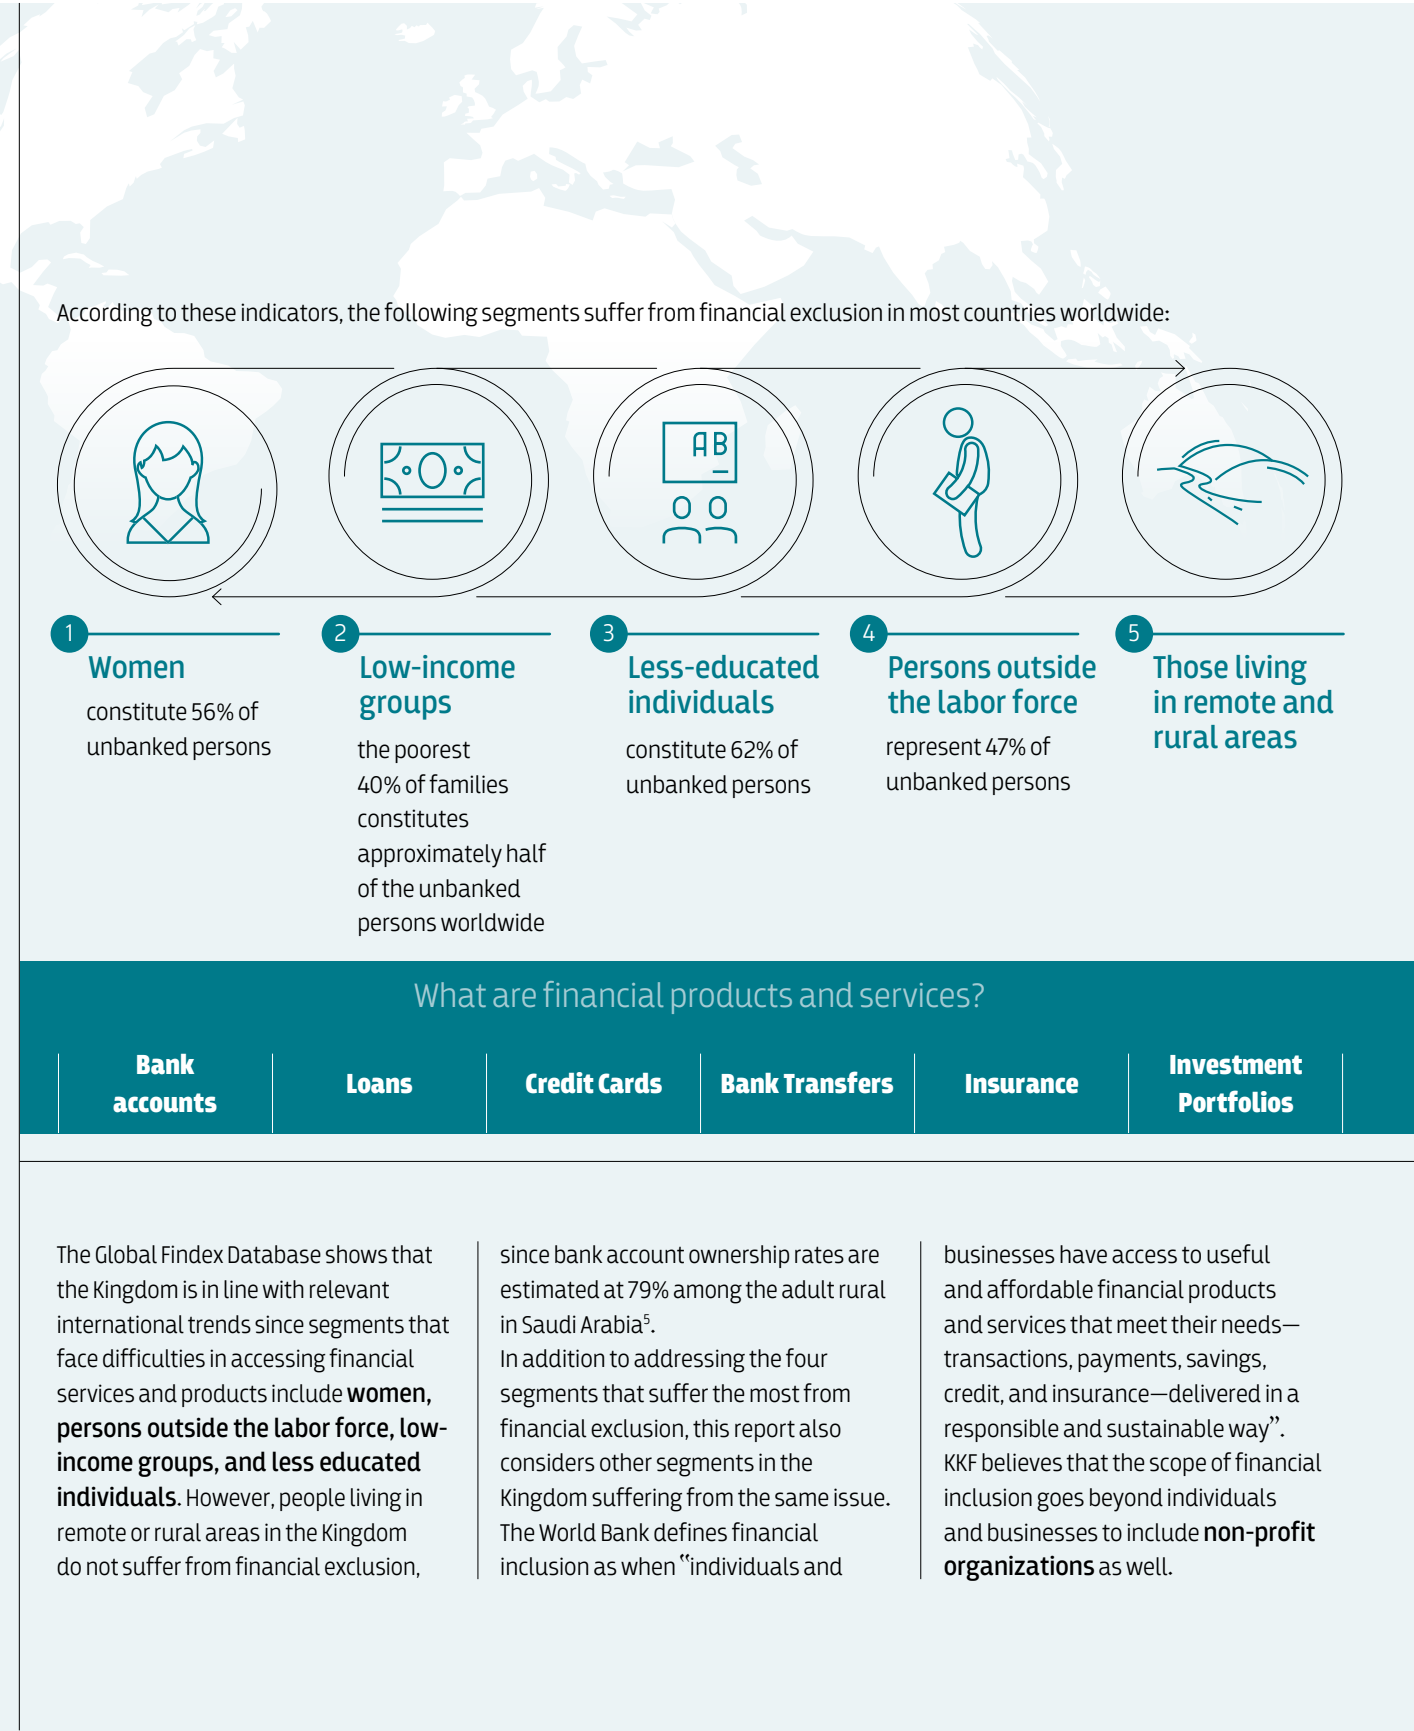 According to these indicators, the following segments suffer from financial exclusion in most countries worldwide:
AB
1
Women
constitute 56% of
unbanked persons
2
Low-income
groups
the poorest
40% of families
constitutes
approximately half
of the unbanked
persons worldwide
3
Less-educated
individuals
constitute 62% of
unbanked persons
4
Persons outside
the labor force
represent 47% of
unbanked persons
5
Those living
in remote and
rural areas
What are financial products and services?
Bank
accounts
Loans
Credit Cards
Bank Transfers
Insurance
Investment
Portfolios
The Global Findex Database shows that
the Kingdom is in line with relevant
international trends since segments that
face difficulties in accessing financial
services and products include women,
persons outside the labor force, low-
income groups, and less educated
individuals. However, people living in
remote or rural areas in the Kingdom
do not suffer from financial exclusion,
since bank account ownership rates are
estimated at 79% among the adult rural
in Saudi Arabia⁵.
In addition to addressing the four
segments that suffer the most from
financial exclusion, this report also
considers other segments in the
Kingdom suffering from the same issue.
The World Bank defines financial
inclusion as when “individuals and
businesses have access to useful
and affordable financial products
and services that meet their needs—
transactions, payments, savings,
credit, and insurance—delivered in a
responsible and sustainable way”.
KKF believes that the scope of financial
inclusion goes beyond individuals
and businesses to include non-profit
organizations as well.